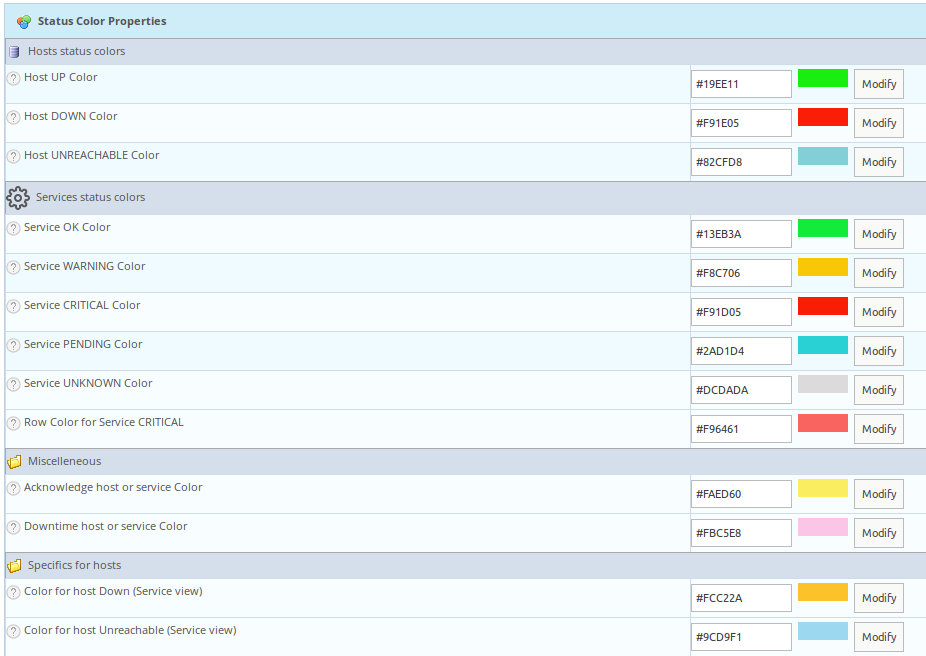 Status Color Properties
Hosts status colors
? Host UP Color #19EE11 Modify
? Host DOWN Color #F91E05 Modify
? Host UNREACHABLE Color #82CFD8 Modify
Services status colors
? Service OK Color #13EB3A Modify
? Service WARNING Color #F8C706 Modify
? Service CRITICAL Color #F91D05 Modify
? Service PENDING Color #2AD1D4 Modify
? Service UNKNOWN Color #DCDADA Modify
? Row Color for Service CRITICAL #F96461 Modify
Miscelleneous
? Acknowledge host or service Color #FAED60 Modify
? Downtime host or service Color #FBC5E8 Modify
Specifics for hosts
? Color for host Down (Service view) #FCC22A Modify
? Color for host Unreachable (Service view) #9CD9F1 Modify